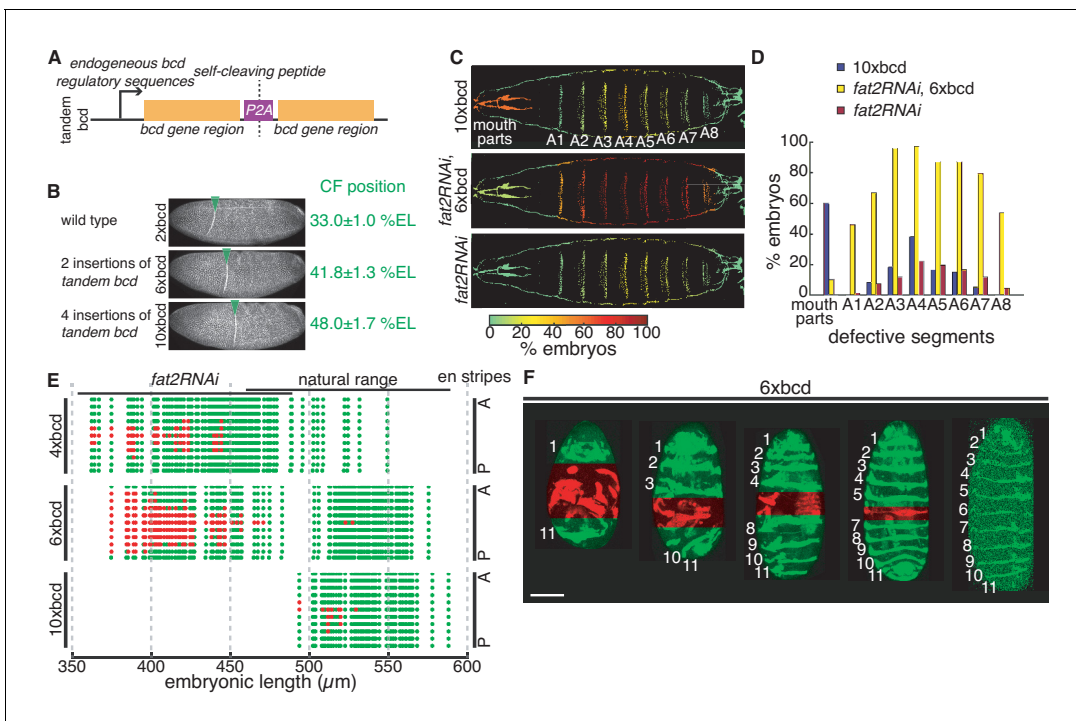 A
endogeneous bcd
regulatory sequences
self-cleaving peptide
tandem
bcd
P2A
bcd gene region
bcd gene region
B
CF position
wild type
2xbcd
33.0±1.0 %EL
2 insertions of
tandem bcd
6xbcd
41.8±1.3 %EL
4 insertions of
tandem bcd
10xbcd
48.0±1.7 %EL
C
10xbcd
mouth
parts
A1 A2 A3 A4 A5 A6 A7 A8
fat2RNAi,
6xbcd
fat2RNAi
0 20 40 60 80 100
% embryos
D
10xbcd
fat2RNAi, 6xbcd
fat2RNAi
% embryos
100
80
60
40
20
0
mouth
parts
A1 A2 A3 A4 A5 A6 A7 A8
defective segments
E
fat2RNAi
natural range
en stripes
4xbcd
A
P
6xbcd
A
P
10xbcd
A
P
350 400 450 500 550 600
embryonic length (µm)
F
6xbcd
1
11
1
2
3
10
11
1
2
3
4
8
9
10
11
1
2
3
4
5
7
8
9
10
11
1
2
3
4
5
6
7
8
9
10
11